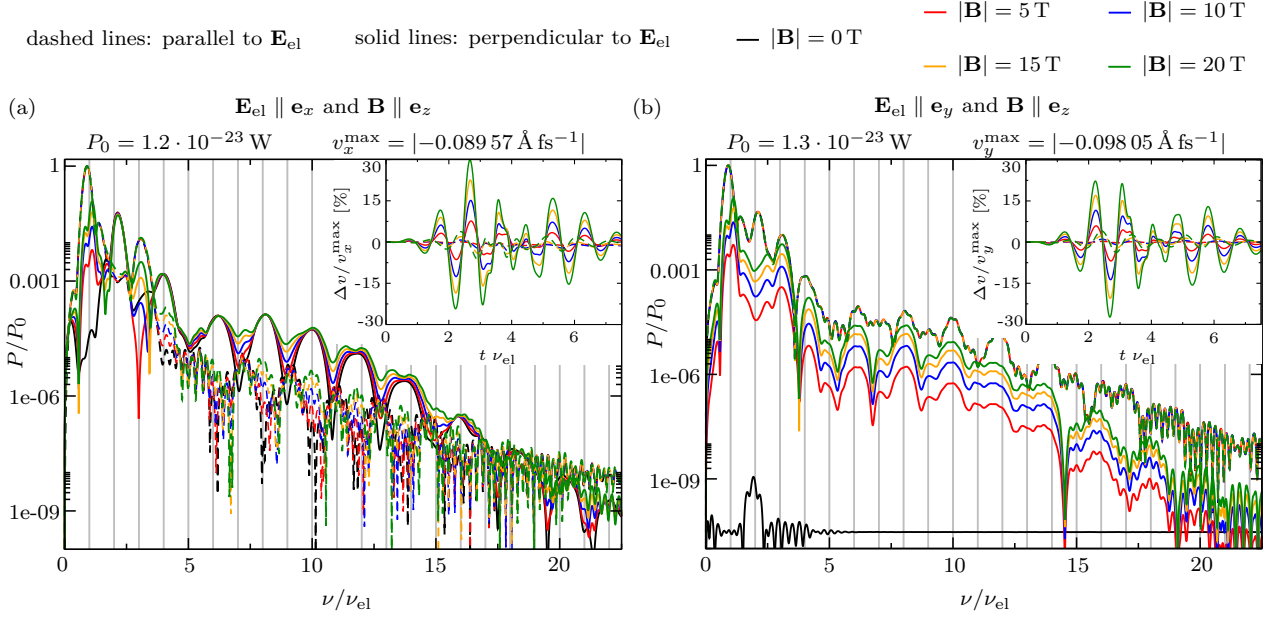 |B| = 5 T |B| = 10 T
dashed lines: parallel to E_el solid lines: perpendicular to E_el |B| = 0 T
|B| = 15 T |B| = 20 T
(a) E_el ∥ e_x and B ∥ e_z
P_0 = 1.2 · 10^−23 W v_x^max = |−0.089 57 Å fs^−1|
P/P_0
1
0.001
1e-06
1e-09
0 5 10 15 20
ν/ν_el
Δv/v_x^max [%]
30
15
0
-15
-30
0 2 4 6
t ν_el
(b) E_el ∥ e_y and B ∥ e_z
P_0 = 1.3 · 10^−23 W v_y^max = |−0.098 05 Å fs^−1|
P/P_0
1
0.001
1e-06
1e-09
0 5 10 15 20
ν/ν_el
Δv/v_y^max [%]
30
15
0
-15
-30
0 2 4 6
t ν_el